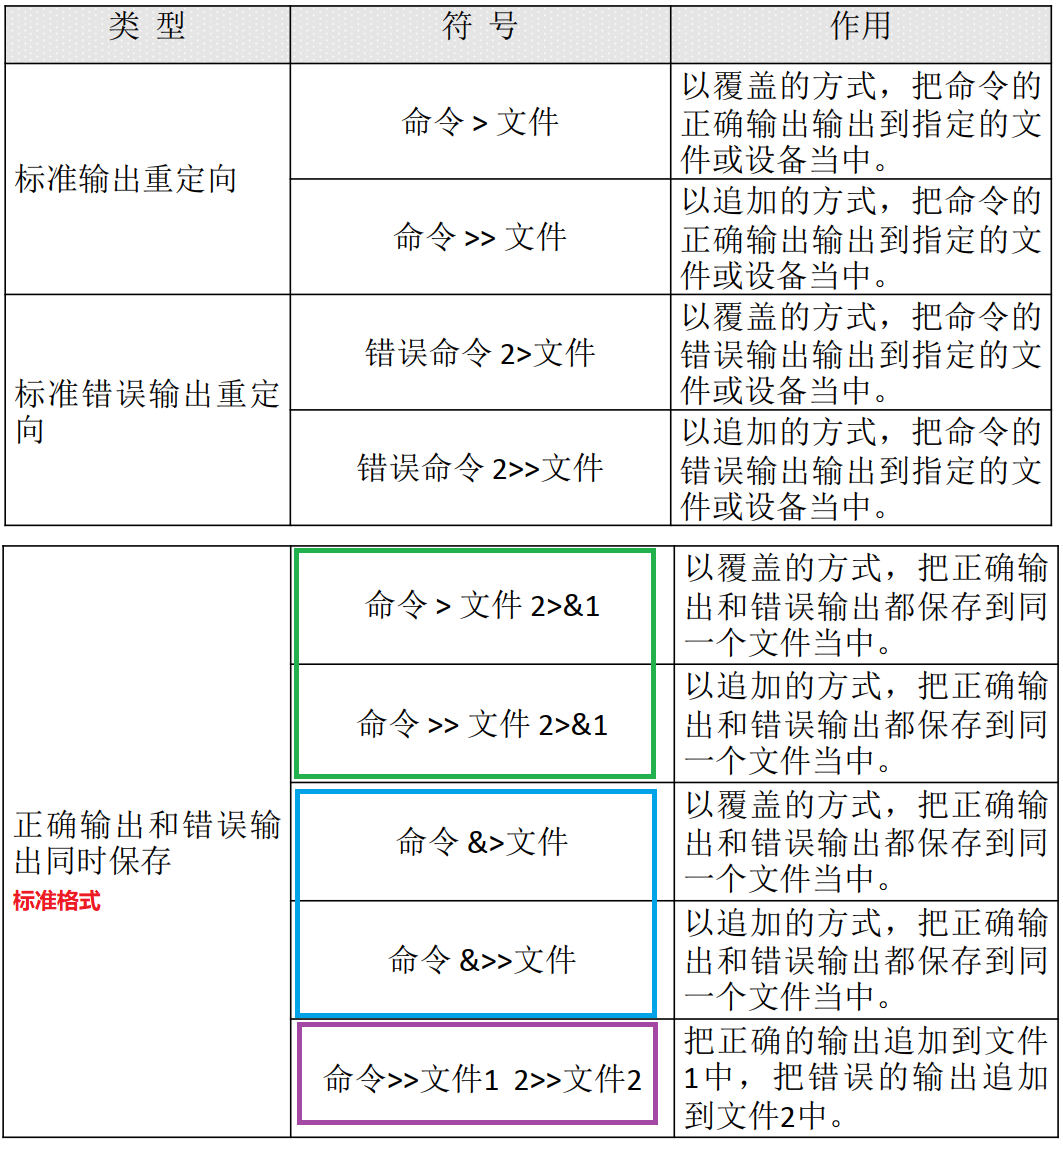 类 型
符 号
作用
标准输出重定向
命令 > 文件
以覆盖的方式，把命令的
正确输出输出到指定的文
件或设备当中。
命令 >> 文件
以追加的方式，把命令的
正确输出输出到指定的文
件或设备当中。
标准错误输出重定
向
错误命令 2>文件
以覆盖的方式，把命令的
错误输出输出到指定的文
件或设备当中。
错误命令 2>>文件
以追加的方式，把命令的
错误输出输出到指定的文
件或设备当中。
正确输出和错误输
出同时保存
标准格式
命令 > 文件 2>&1
以覆盖的方式，把正确输
出和错误输出都保存到同
一个文件当中。
命令 >> 文件 2>&1
以追加的方式，把正确输
出和错误输出都保存到同
一个文件当中。
命令 &>文件
以覆盖的方式，把正确输
出和错误输出都保存到同
一个文件当中。
命令 &>>文件
以追加的方式，把正确输
出和错误输出都保存到同
一个文件当中。
命令>>文件1 2>>文件2
把正确的输出追加到文件
1中，把错误的输出追加
到文件2中。